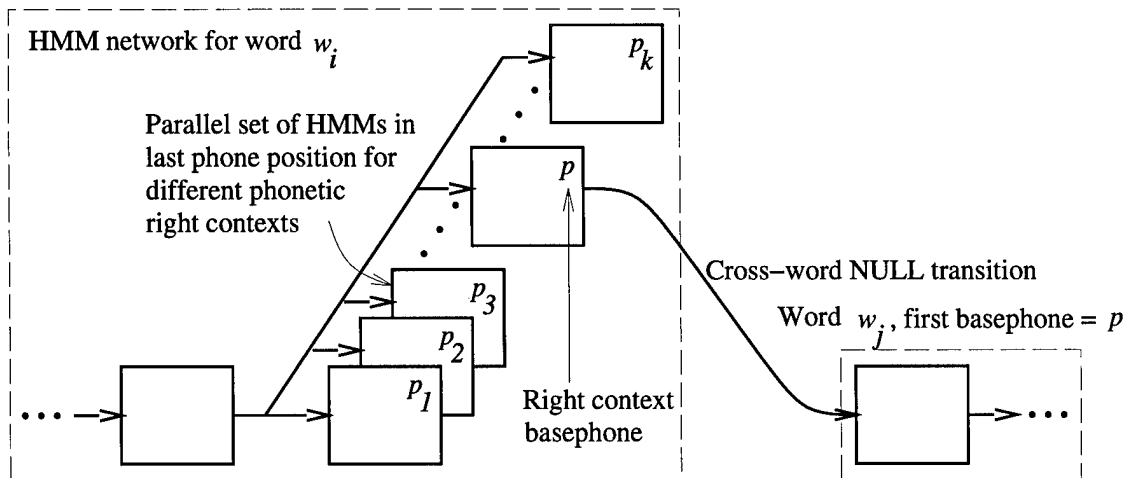 HMM network for word w_i
p_k
Parallel set of HMMs in
last phone position for
different phonetic
right contexts
p
p_3
p_2
p_1
Right context
basephone
Cross-word NULL transition
Word w_j, first basephone = p